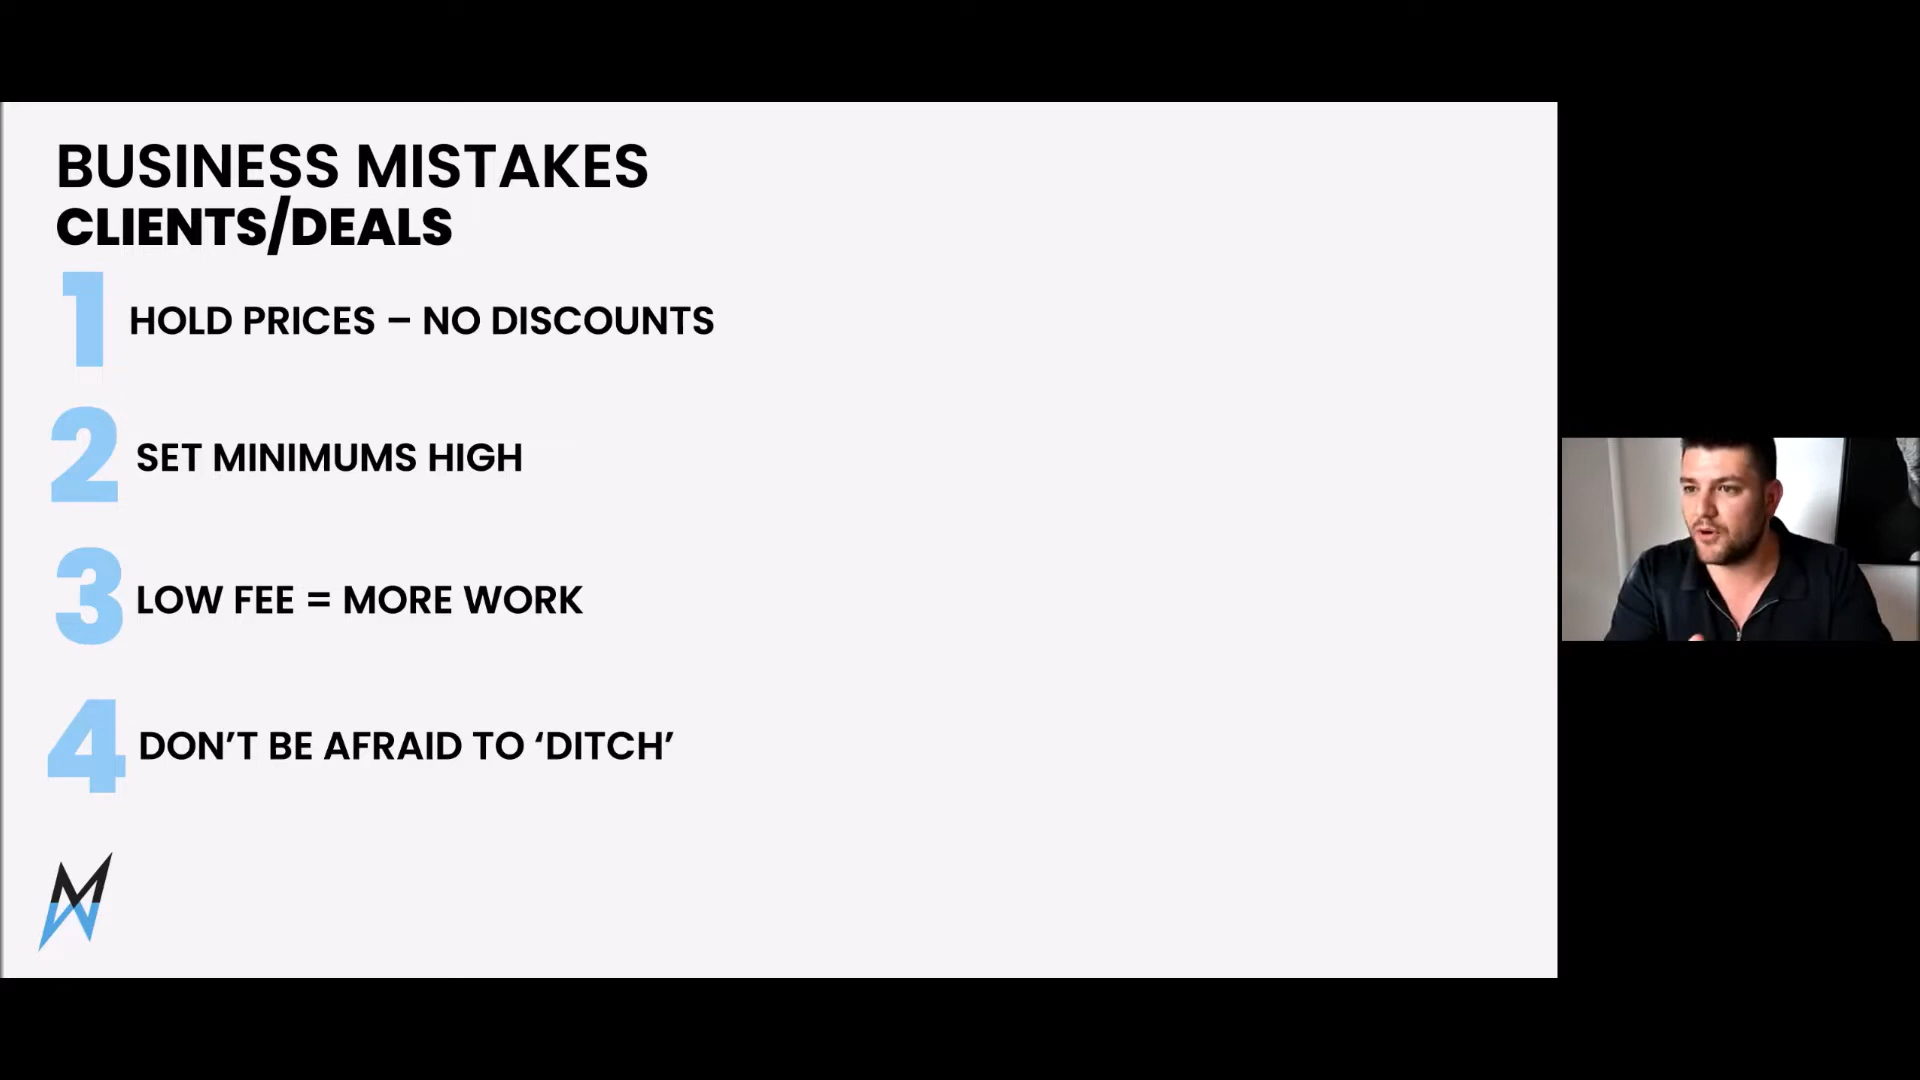 BUSINESS MISTAKES
CLIENTS/DEALS
1 HOLD PRICES – NO DISCOUNTS
2 SET MINIMUMS HIGH
3 LOW FEE = MORE WORK
4 DON’T BE AFRAID TO ‘DITCH’